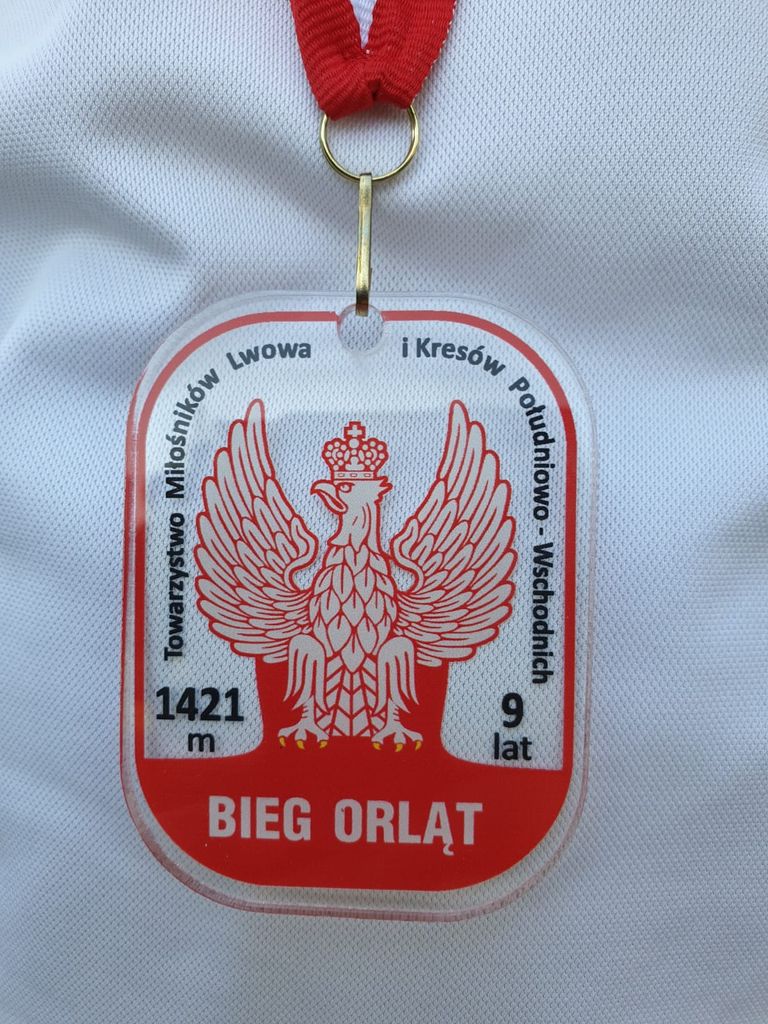 Towarzystwo Miłośników Lwowa i Kresów Południowo - Wschodnich
1421
m
9
lat
BIEG ORLĄT